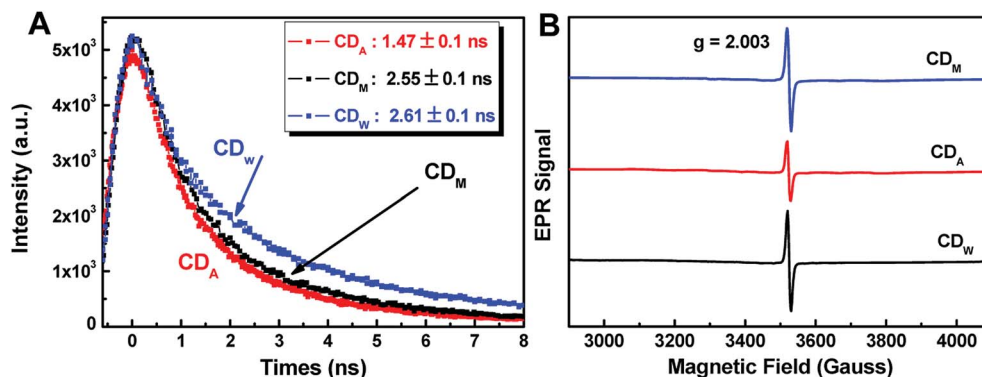 A
CD_A : 1.47 ± 0.1 ns
CD_M : 2.55 ± 0.1 ns
CD_W : 2.61 ± 0.1 ns
CD_W
CD_M
CD_A
Intensity (a.u.)
5x10³
4x10³
3x10³
2x10³
1x10³
0
0 1 2 3 4 5 6 7 8
Times (ns)
B
g = 2.003
CD_M
CD_A
CD_W
EPR Signal
3000 3200 3400 3600 3800 4000
Magnetic Field (Gauss)